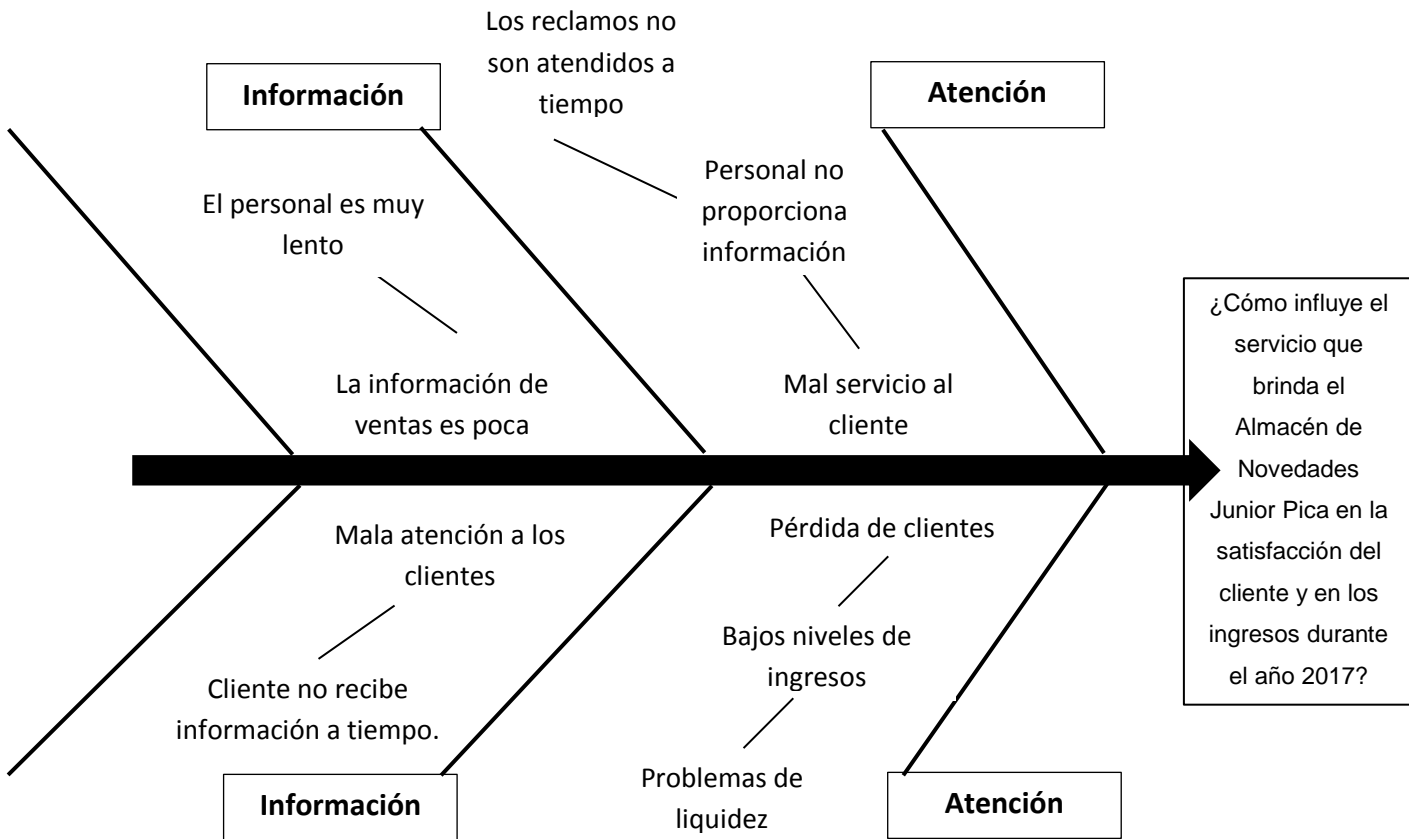 Los reclamos no
son atendidos a
tiempo
Información
Atención
Personal no
proporciona
información
El personal es muy
lento
La información de
ventas es poca
Mal servicio al
cliente
¿Cómo influye el
servicio que
brinda el
Almacén de
Novedades
Junior Pica en la
satisfacción del
cliente y en los
ingresos durante
el año 2017?
Mala atención a los
clientes
Cliente no recibe
información a tiempo.
Pérdida de clientes
Bajos niveles de
ingresos
Problemas de
liquidez
Información
Atención